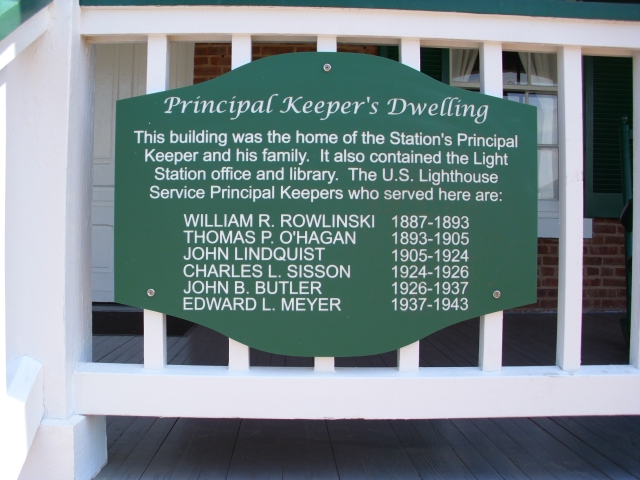 Principal Keeper's Dwelling
This building was the home of the Station's Principal
Keeper and his family. It also contained the Light
Station office and library. The U.S. Lighthouse
Service Principal Keepers who served here are:
WILLIAM R. ROWLINSKI 1887-1893
THOMAS P. O'HAGAN 1893-1905
JOHN LINDQUIST 1905-1924
CHARLES L. SISSON 1924-1926
JOHN B. BUTLER 1926-1937
EDWARD L. MEYER 1937-1943